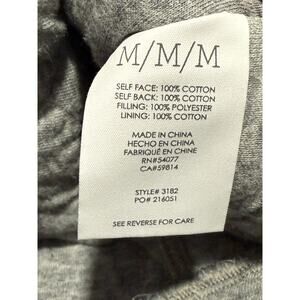 M/M/M
SELF FACE: 100% COTTON
SELF BACK: 100% COTTON
FILLING: 100% POLYESTER
LINING: 100% COTTON
MADE IN CHINA
HECHO EN CHINA
FABRIQUÉ EN CHINE
RN#54077
CA#59814
STYLE# 3182
PO# 216051
SEE REVERSE FOR CARE